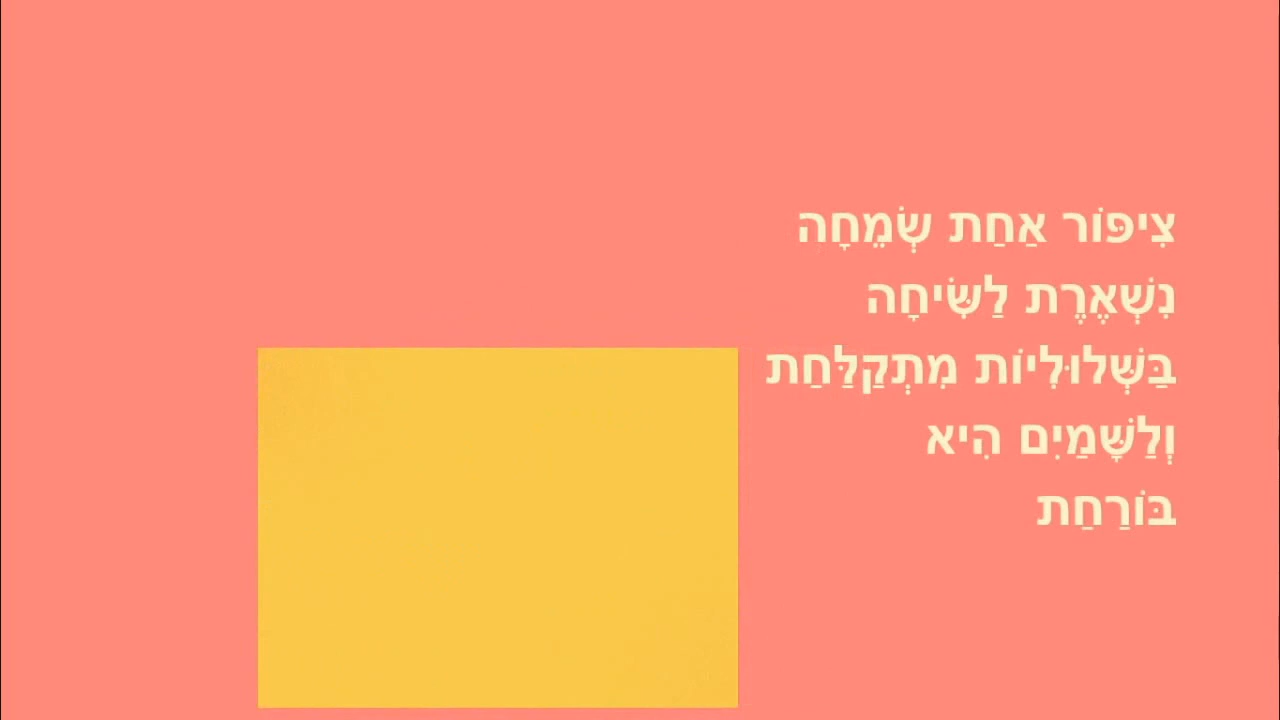 צִיפּוֹר אַחַת שְׂמֵחָה
נִשְׁאֶרֶת לַשִּׂיחָה
בַּשְּׁלוּלִיּוֹת מִתְקַלַּחַת
וְלַשָּׁמַיִם הִיא
בּוֹרַחַת